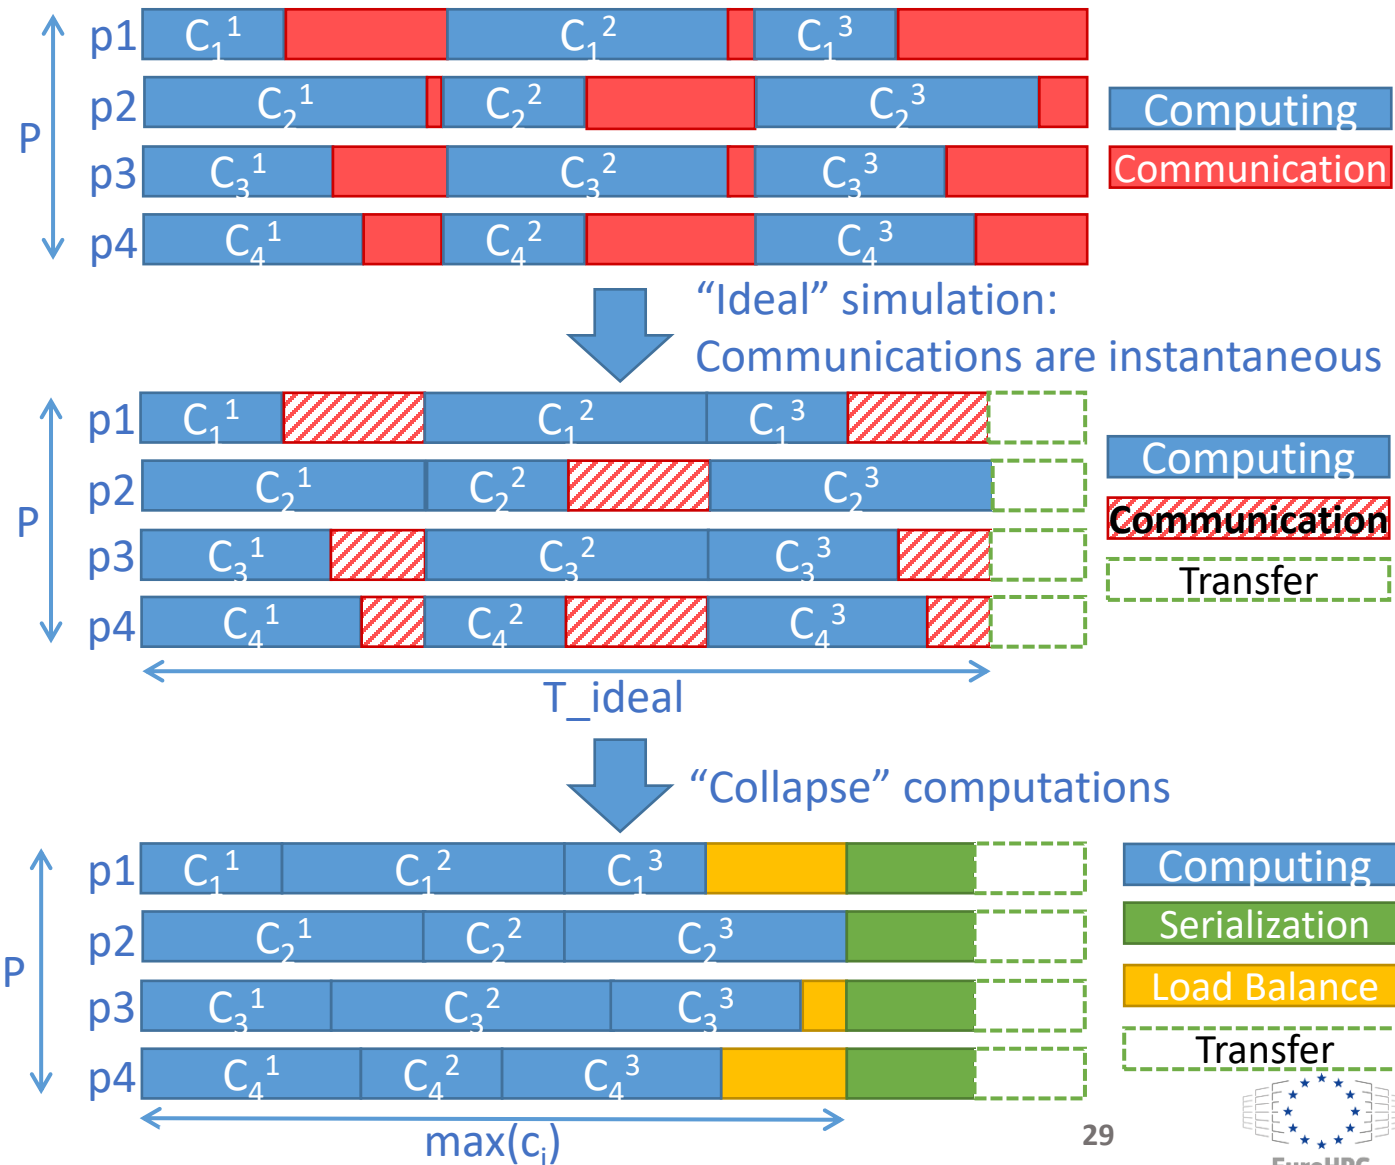 p1 C₁¹ C₁² C₁³
p2 C₂¹ C₂² C₂³
P
p3 C₃¹ C₃² C₃³
p4 C₄¹ C₄² C₄³
Computing
Communication
“Ideal” simulation:
Communications are instantaneous
p1 C₁¹ C₁² C₁³
p2 C₂¹ C₂² C₂³
P
p3 C₃¹ C₃² C₃³
p4 C₄¹ C₄² C₄³
Computing
Communication
Transfer
T_ideal
“Collapse” computations
p1 C₁¹ C₁² C₁³
p2 C₂¹ C₂² C₂³
P
p3 C₃¹ C₃² C₃³
p4 C₄¹ C₄² C₄³
Computing
Serialization
Load Balance
Transfer
max(cᵢ)
29
EuroHPC